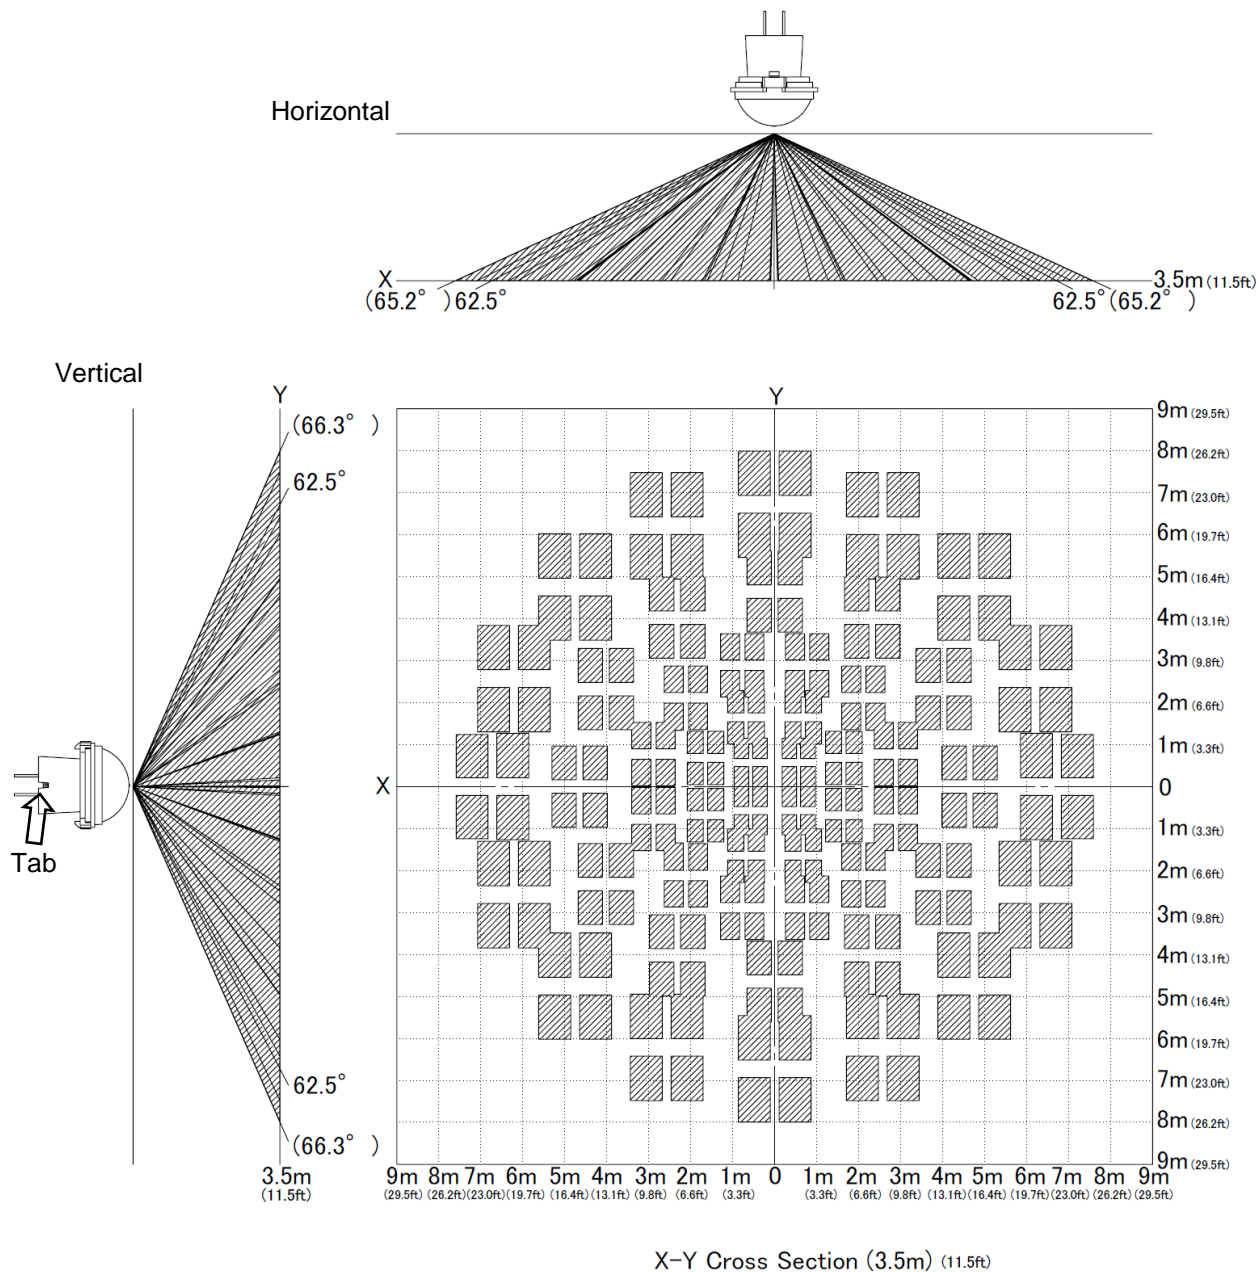 Horizontal
X
3.5m (11.5ft)
(65.2° ) 62.5°
62.5° (65.2° )
Vertical
Y
Y
(66.3° )
62.5°
9m (29.5ft)
8m (26.2ft)
7m (23.0ft)
6m (19.7ft)
5m (16.4ft)
4m (13.1ft)
3m (9.8ft)
2m (6.6ft)
1m (3.3ft)
X
0
1m (3.3ft)
Tab
2m (6.6ft)
3m (9.8ft)
4m (13.1ft)
5m (16.4ft)
6m (19.7ft)
62.5°
7m (23.0ft)
8m (26.2ft)
(66.3° )
9m (29.5ft)
3.5m
(11.5ft)
9m 8m 7m 6m 5m 4m 3m 2m 1m 0 1m 2m 3m 4m 5m 6m 7m 8m 9m
(29.5ft) (26.2ft) (23.0ft) (19.7ft) (16.4ft) (13.1ft) (9.8ft) (6.6ft) (3.3ft) (3.3ft) (6.6ft) (9.8ft) (13.1ft) (16.4ft) (19.7ft) (23.0ft) (26.2ft) (29.5ft)
X-Y Cross Section (3.5m) (11.5ft)